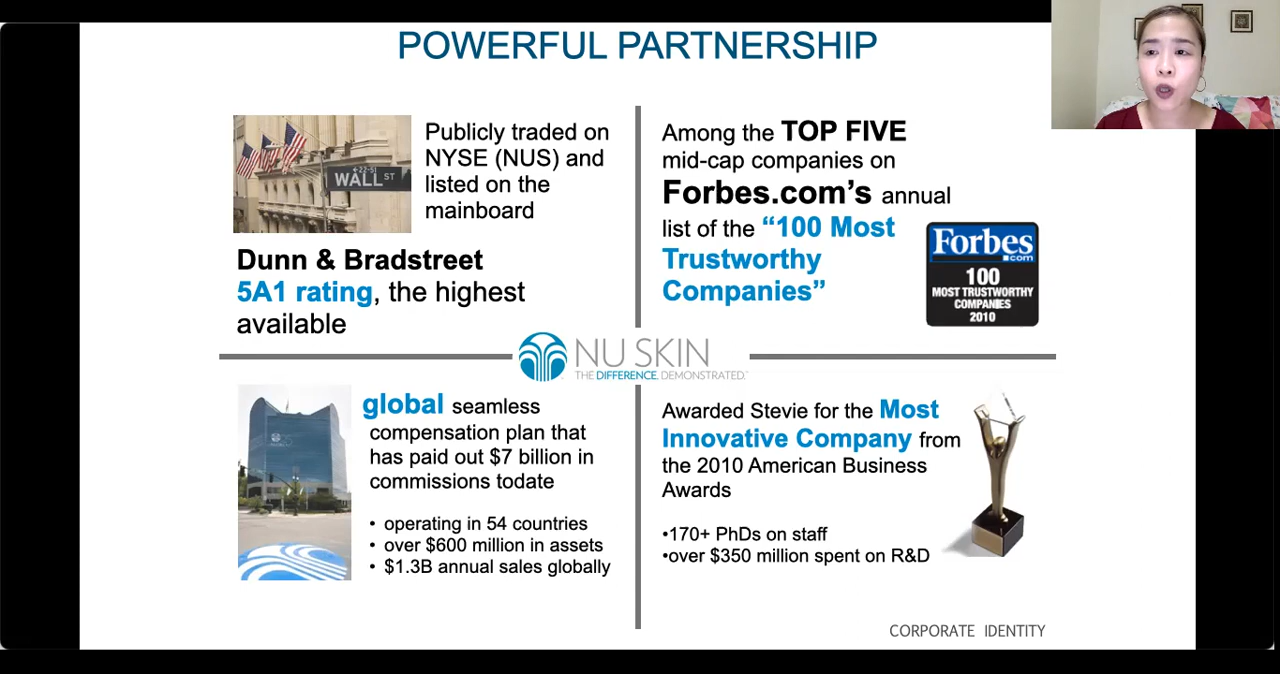 POWERFUL PARTNERSHIP
Publicly traded on
NYSE (NUS) and
listed on the
mainboard
WALL ST
Dunn & Bradstreet
5A1 rating, the highest
available
Among the TOP FIVE
mid-cap companies on
Forbes.com’s annual
list of the “100 Most
Trustworthy
Companies”
Forbes
.com
100
MOST TRUSTWORTHY
COMPANIES
2010
NU SKIN
THE DIFFERENCE. DEMONSTRATED.™
global seamless
compensation plan that
has paid out $7 billion in
commissions todate
• operating in 54 countries
• over $600 million in assets
• $1.3B annual sales globally
Awarded Stevie for the Most
Innovative Company from
the 2010 American Business
Awards
•170+ PhDs on staff
•over $350 million spent on R&D
CORPORATE IDENTITY